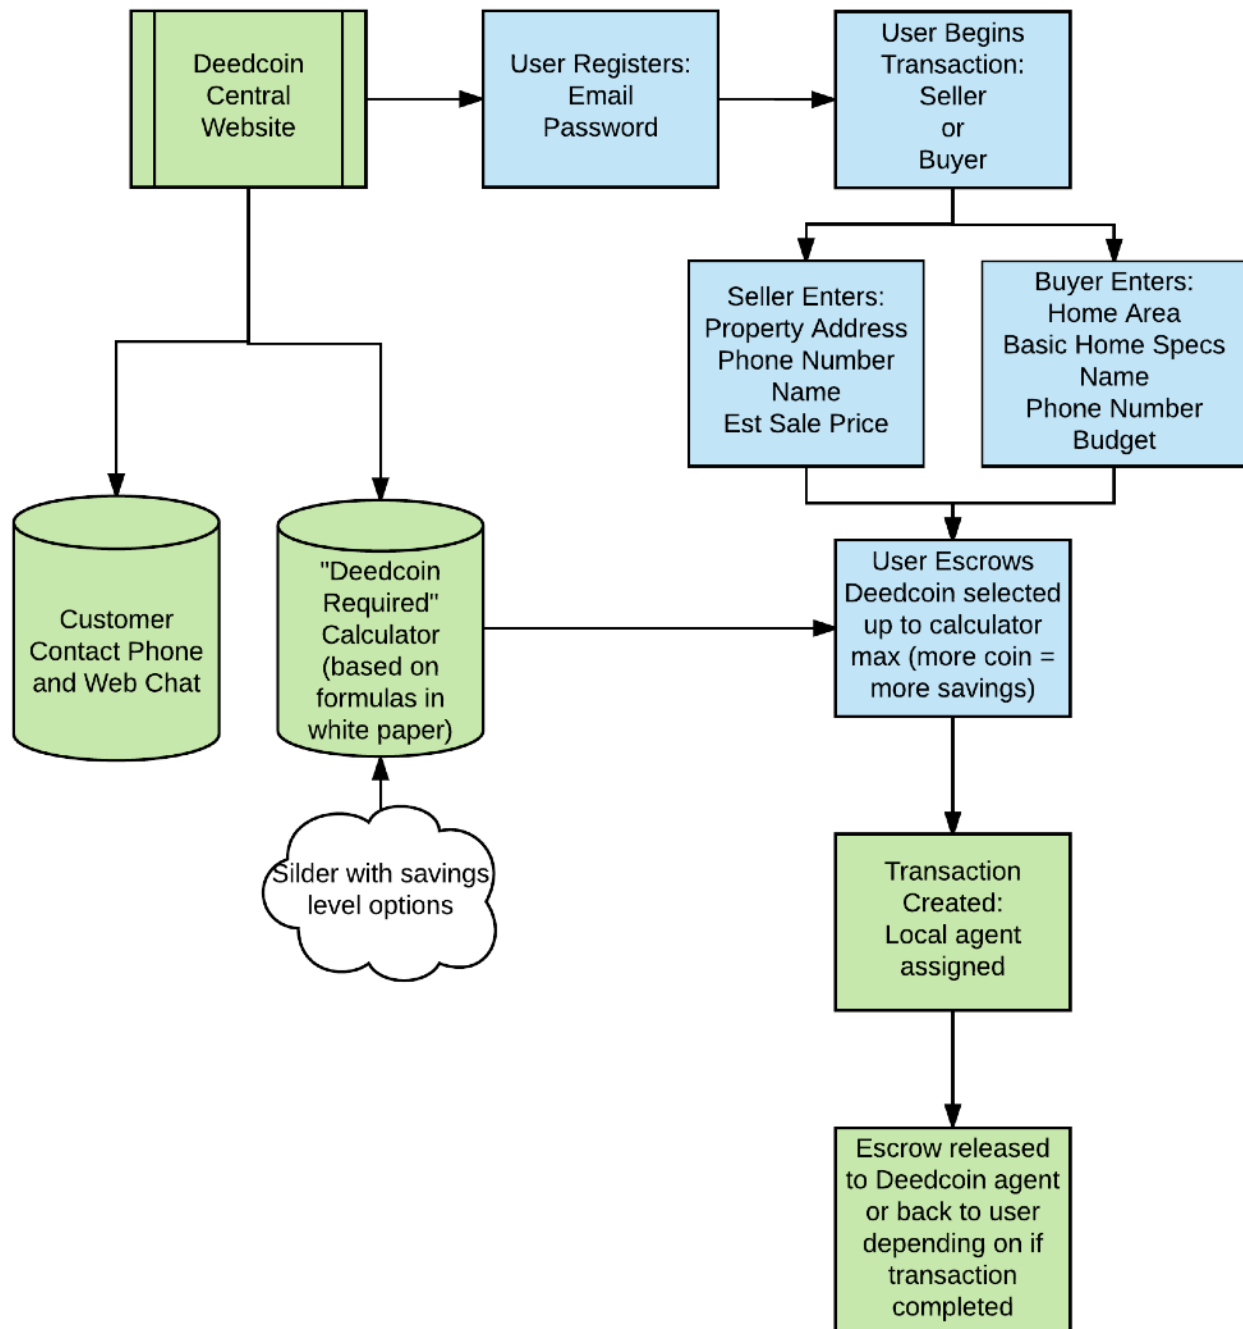 Deedcoin
Central
Website
User Registers:
Email
Password
User Begins
Transaction:
Seller
or
Buyer
Seller Enters:
Property Address
Phone Number
Name
Est Sale Price
Buyer Enters:
Home Area
Basic Home Specs
Name
Phone Number
Budget
Customer
Contact Phone
and Web Chat
"Deedcoin
Required"
Calculator
(based on
formulas in
white paper)
User Escrows
Deedcoin selected
up to calculator
max (more coin =
more savings)
Silder with savings
level options
Transaction
Created:
Local agent
assigned
Escrow released
to Deedcoin agent
or back to user
depending on if
transaction
completed